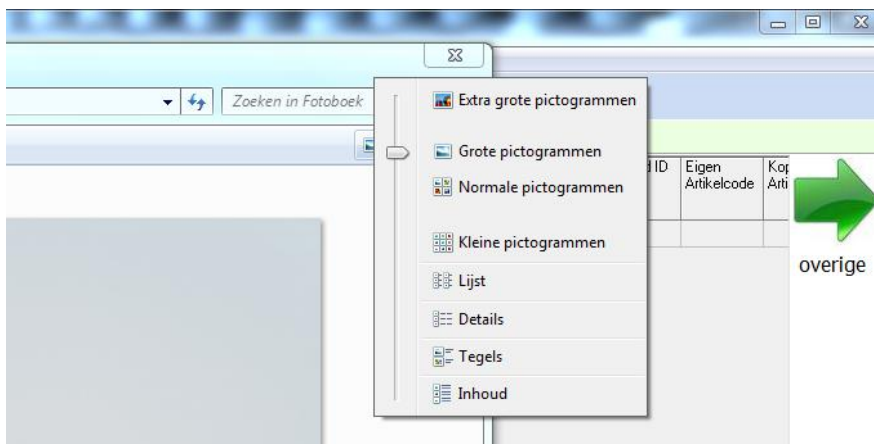 Zoeken in Fotoboek
Extra grote pictogrammen
Grote pictogrammen
Normale pictogrammen
Kleine pictogrammen
Lijst
Details
Tegels
Inhoud
ID Eigen
Artikelcode
overige